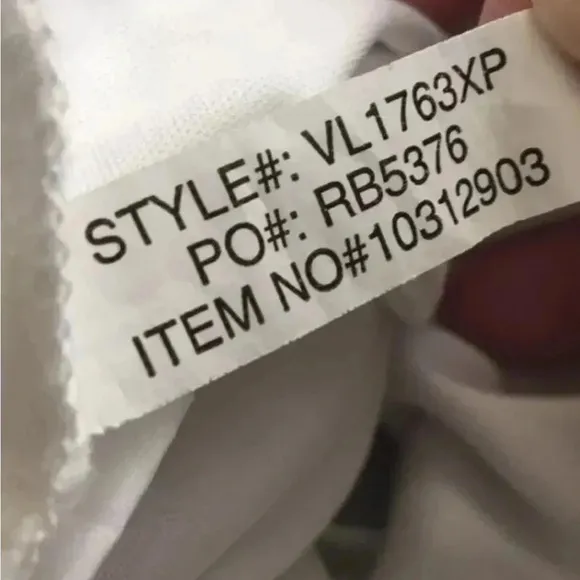 STYLE#: VL1763XP
PO#: RB5376
ITEM NO#10312903